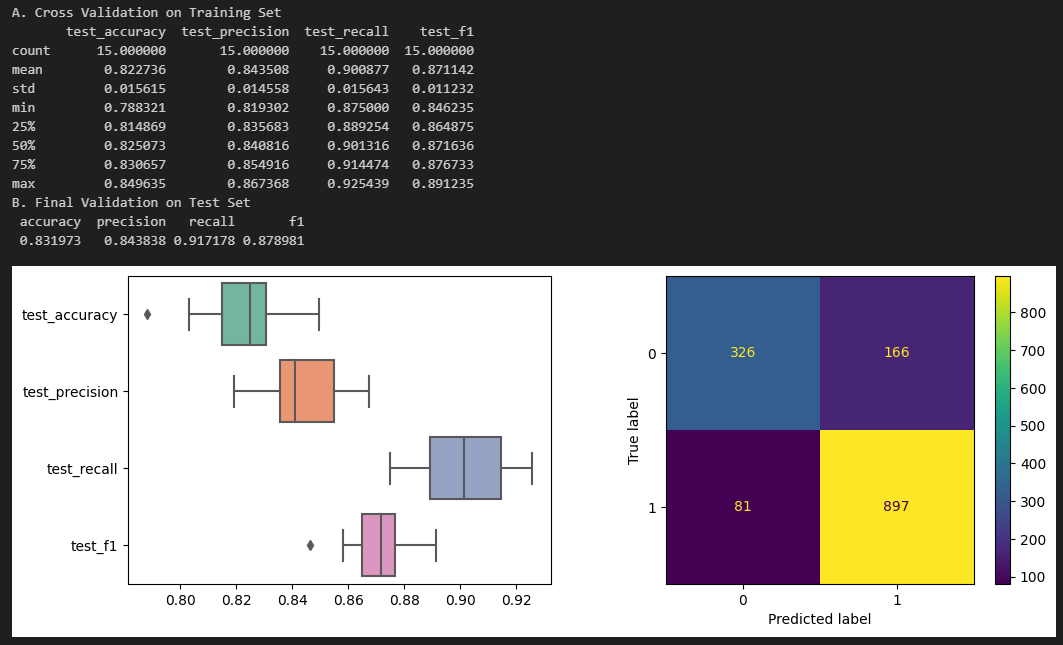 A. Cross Validation on Training Set
test_accuracy test_precision test_recall test_f1
count 15.000000 15.000000 15.000000 15.000000
mean 0.822736 0.843508 0.900877 0.871142
std 0.015615 0.014558 0.015643 0.011232
min 0.788321 0.819302 0.875000 0.846235
25% 0.814869 0.835683 0.889254 0.864875
50% 0.825073 0.840816 0.901316 0.871636
75% 0.830657 0.854916 0.914474 0.876733
max 0.849635 0.867368 0.925439 0.891235
B. Final Validation on Test Set
accuracy precision recall f1
0.831973 0.843838 0.917178 0.878981
test_accuracy
test_precision
test_recall
test_f1
0.80 0.82 0.84 0.86 0.88 0.90 0.92
True label
0
1
326 166
81 897
0 1
Predicted label
800
700
600
500
400
300
200
100